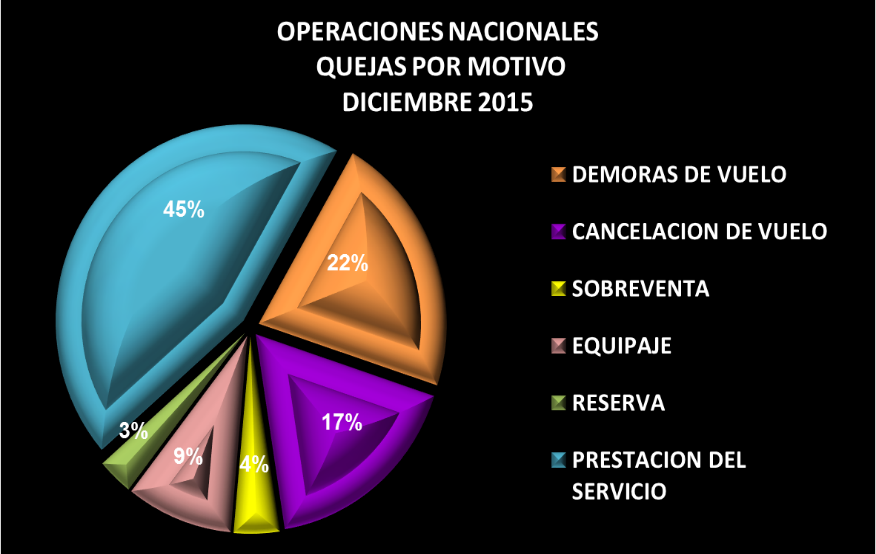 OPERACIONES NACIONALES
QUEJAS POR MOTIVO
DICIEMBRE 2015
45%
22%
17%
4%
9%
3%
DEMORAS DE VUELO
CANCELACION DE VUELO
SOBREVENTA
EQUIPAJE
RESERVA
PRESTACION DEL
SERVICIO